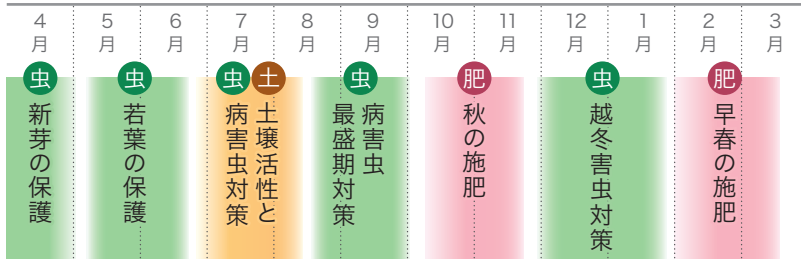 4月
5月
6月
7月
8月
9月
10月
11月
12月
1月
2月
3月
虫
新芽の保護
虫
若葉の保護
虫
土
土壌活性と
病害虫対策
虫
病害虫
最盛期対策
肥
秋の施肥
虫
越冬害虫対策
肥
早春の施肥